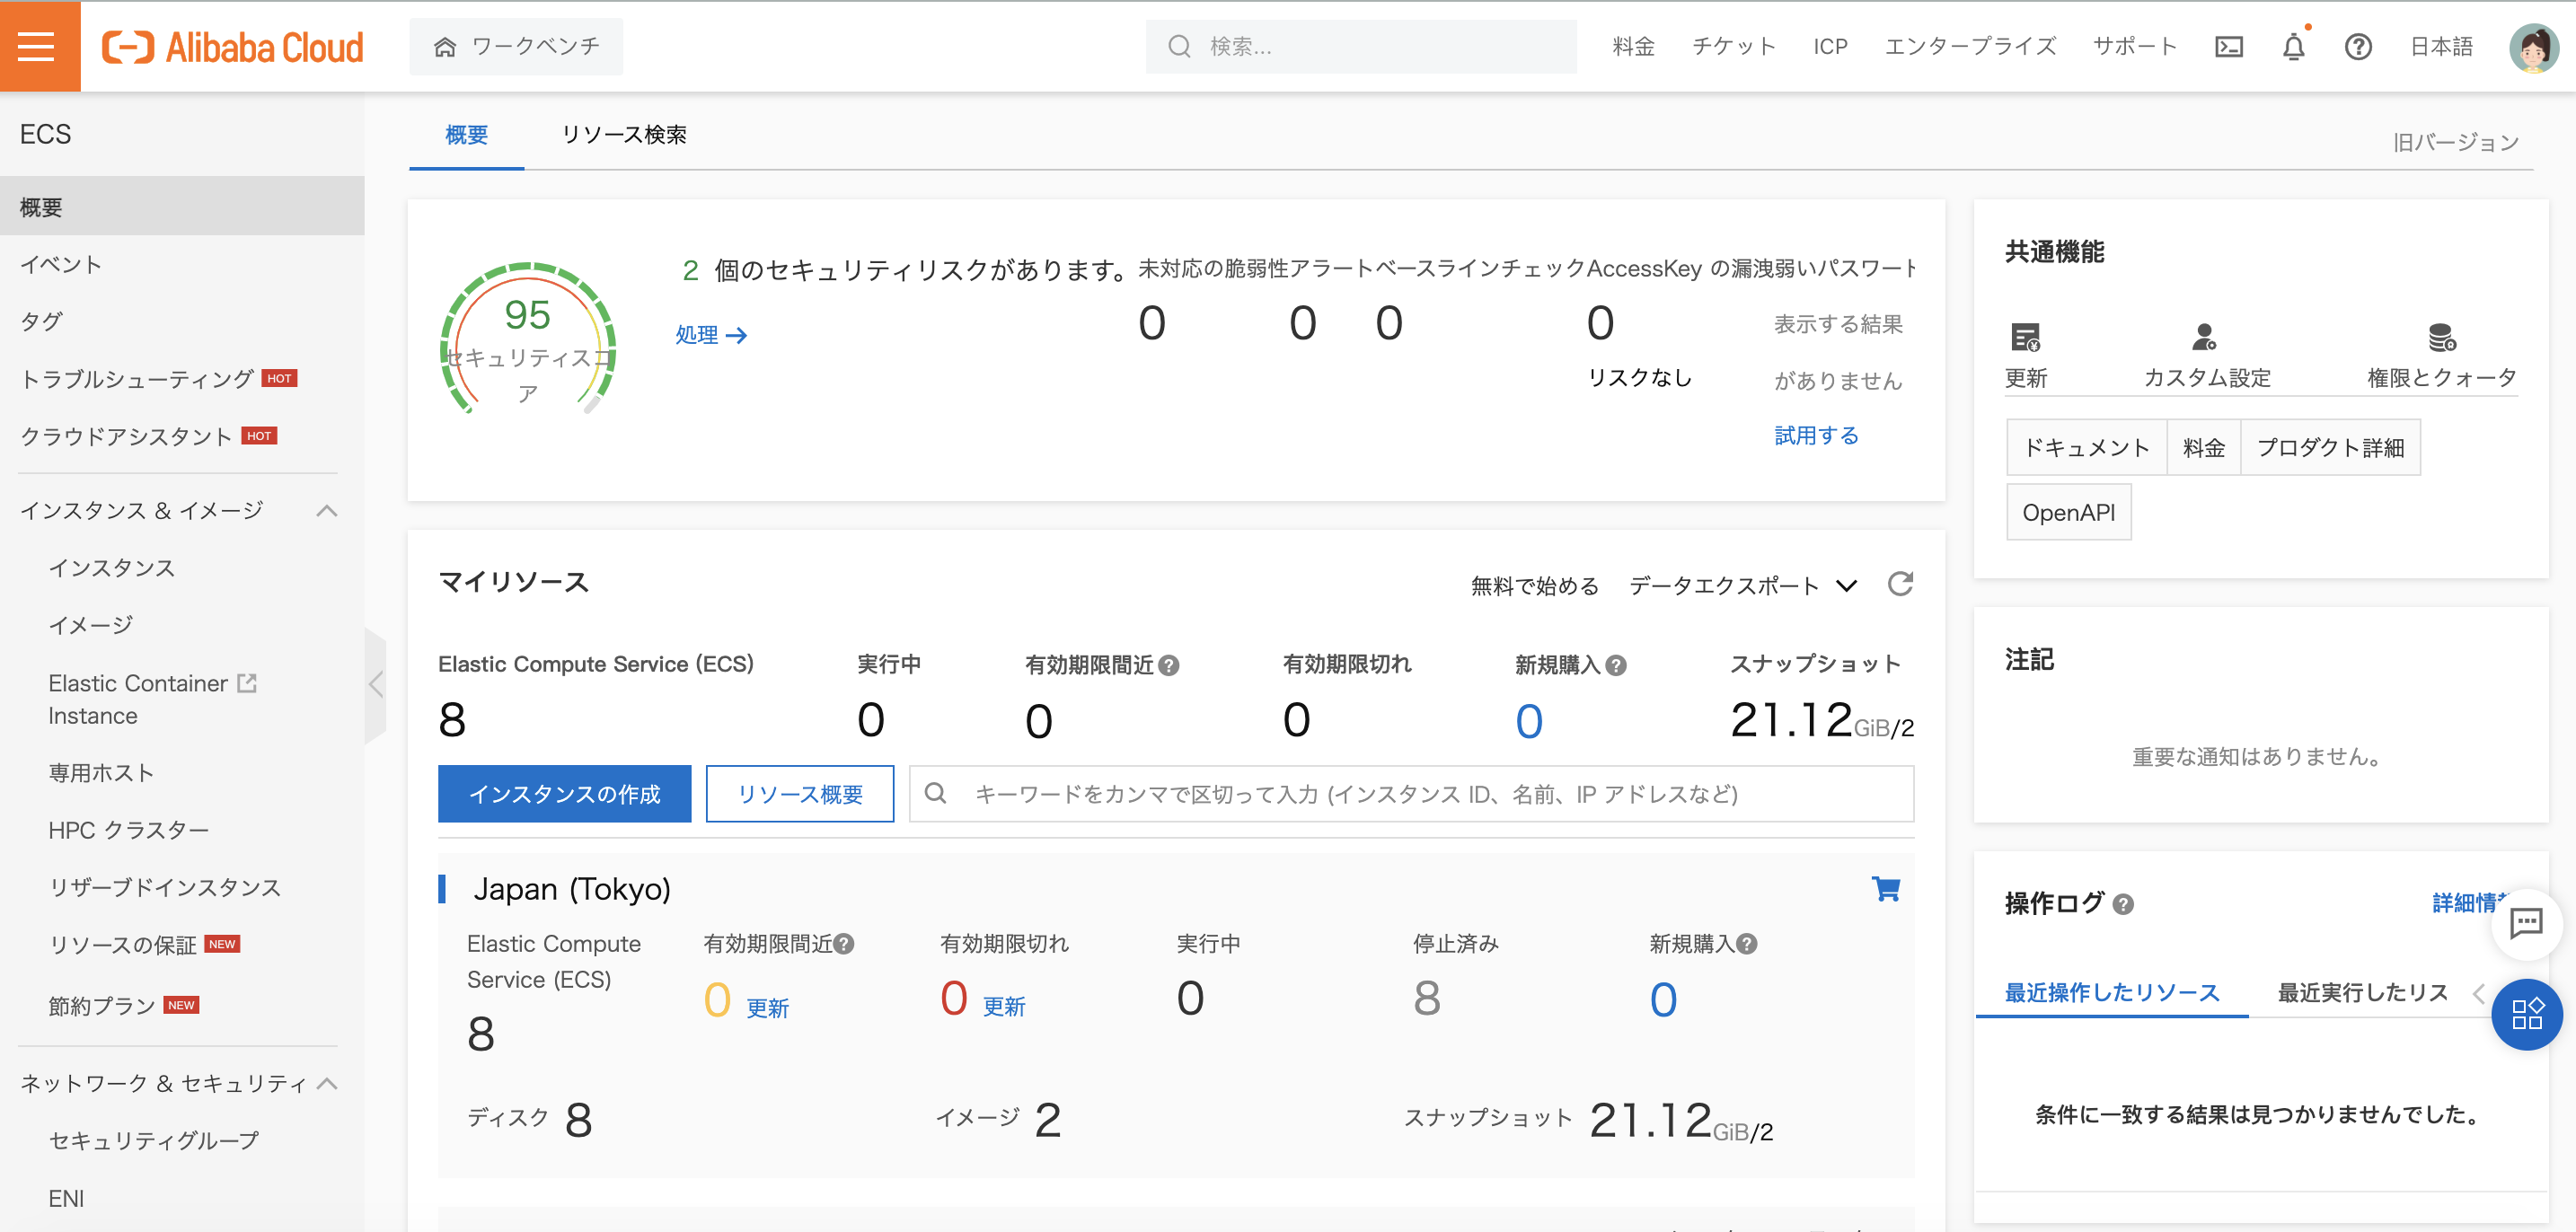 Alibaba Cloud
ワークベンチ
検索...
料金
チケット
ICP
エンタープライズ
サポート
日本語
ECS
概要
イベント
タグ
トラブルシューティング HOT
クラウドアシスタント HOT
インスタンス & イメージ
インスタンス
イメージ
Elastic Container
Instance
専用ホスト
HPC クラスター
リザーブドインスタンス
リソースの保証 NEW
節約プラン NEW
ネットワーク & セキュリティ
セキュリティグループ
ENI
概要
リソース検索
旧バージョン
95
セキュリティスコ
ア
2 個のセキュリティリスクがあります。
処理
未対応の脆弱性
0
アラート
0
ベースラインチェック
0
AccessKey の漏洩
0
リスクなし
弱いパスワード
表示する結果
がありません
試用する
マイリソース
無料で始める
データエクスポート
Elastic Compute Service (ECS)
8
実行中
0
有効期限間近
0
有効期限切れ
0
新規購入
0
スナップショット
21.12GiB/2
インスタンスの作成
リソース概要
キーワードをカンマで区切って入力 (インスタンス ID、名前、IP アドレスなど)
Japan (Tokyo)
Elastic Compute
Service (ECS)
8
有効期限間近
0 更新
有効期限切れ
0 更新
実行中
0
停止済み
8
新規購入
0
ディスク 8
イメージ 2
スナップショット 21.12GiB/2
共通機能
更新
カスタム設定
権限とクォータ
ドキュメント
料金
プロダクト詳細
OpenAPI
注記
重要な通知はありません。
操作ログ
詳細情報
最近操作したリソース
最近実行したリス
条件に一致する結果は見つかりませんでした。